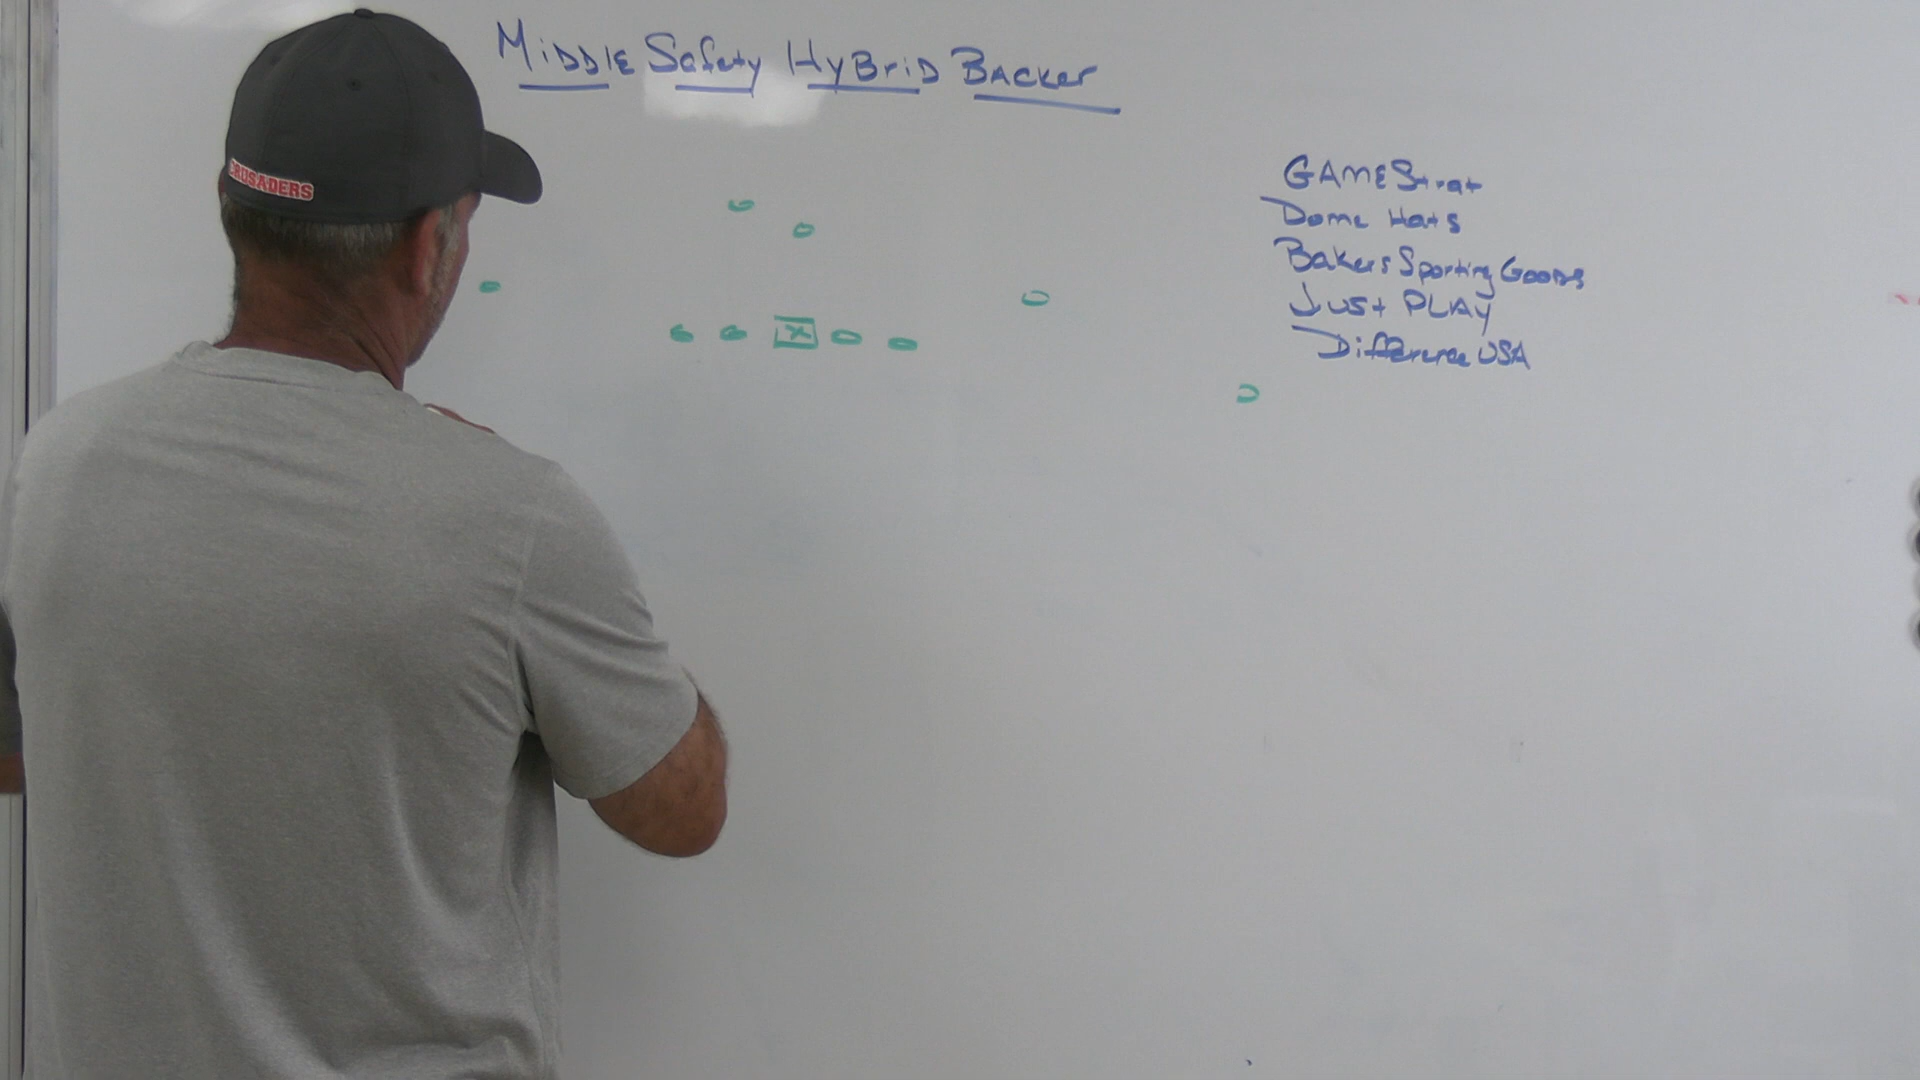 MiDDlE Safety HyBriD BAcker
CRUSADERS
GAMEStrat
Dome Hats
Bakers Sporting Goods
Just PLAy
Difference USA
X